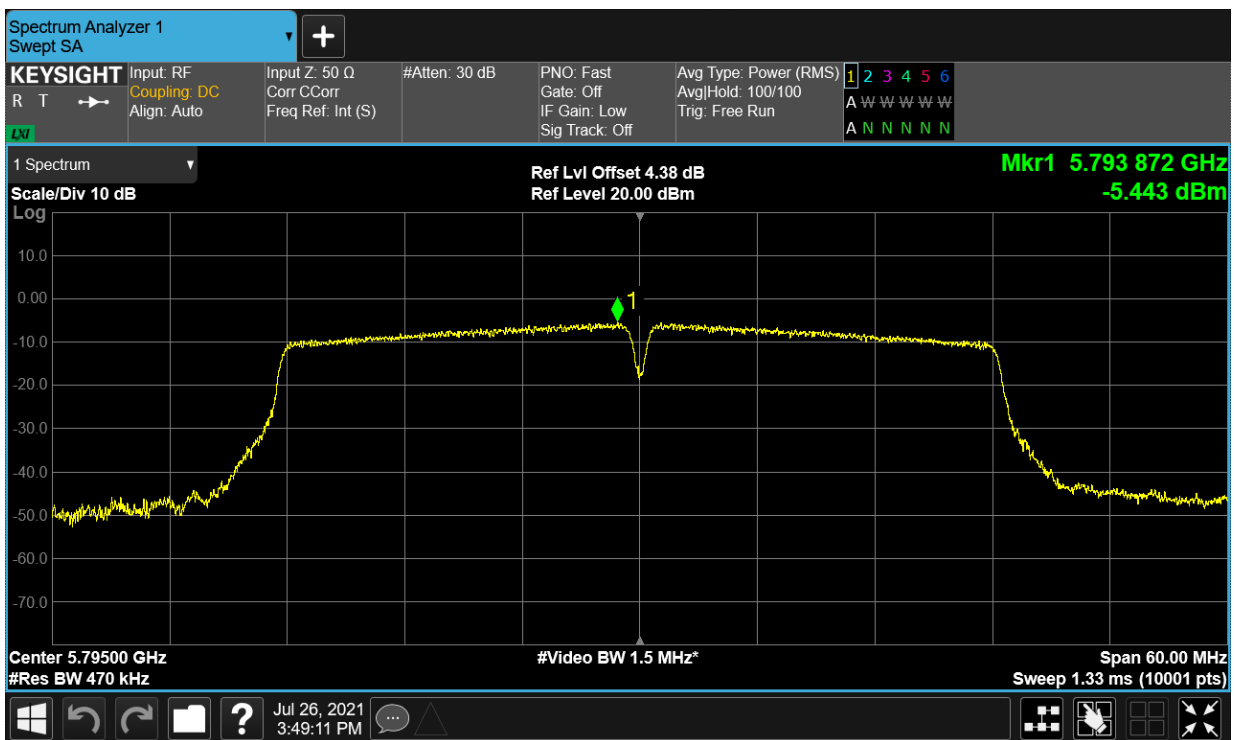 Spectrum Analyzer 1
Swept SA
KEYSIGHT Input: RF Input Z: 50 Ω #Atten: 30 dB PNO: Fast Avg Type: Power (RMS) 1 2 3 4 5 6
R T Coupling: DC Corr CCorr Gate: Off Avg|Hold: 100/100 A W W W W W
Align: Auto Freq Ref: Int (S) IF Gain: Low Trig: Free Run
LXI Sig Track: Off A N N N N N
1 Spectrum Ref Lvl Offset 4.38 dB Mkr1 5.793 872 GHz
Scale/Div 10 dB Ref Level 20.00 dBm -5.443 dBm
Log
10.0
0.00
1
-10.0
-20.0
-30.0
-40.0
-50.0
-60.0
-70.0
Center 5.79500 GHz #Video BW 1.5 MHz* Span 60.00 MHz
#Res BW 470 kHz Sweep 1.33 ms (10001 pts)
Jul 26, 2021
3:49:11 PM